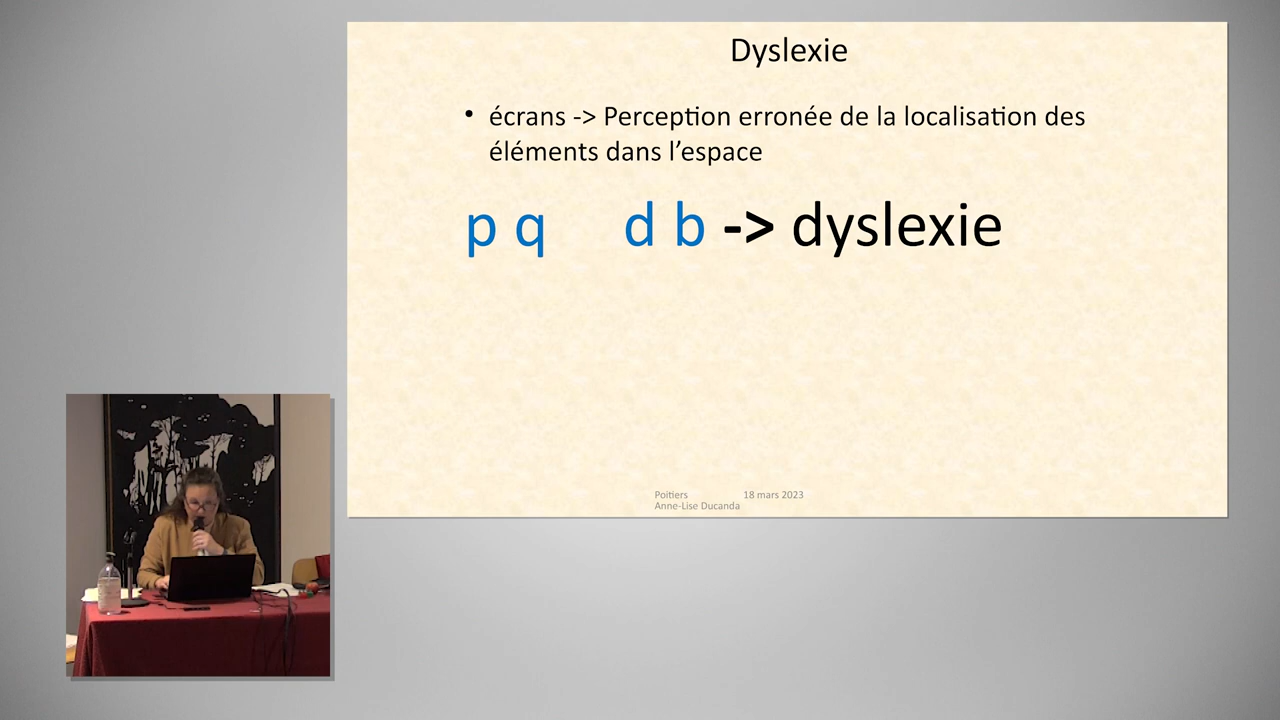 Dyslexie
• écrans -> Perception erronée de la localisation des
éléments dans l’espace
p q d b -> dyslexie
Poitiers 18 mars 2023
Anne-Lise Ducanda